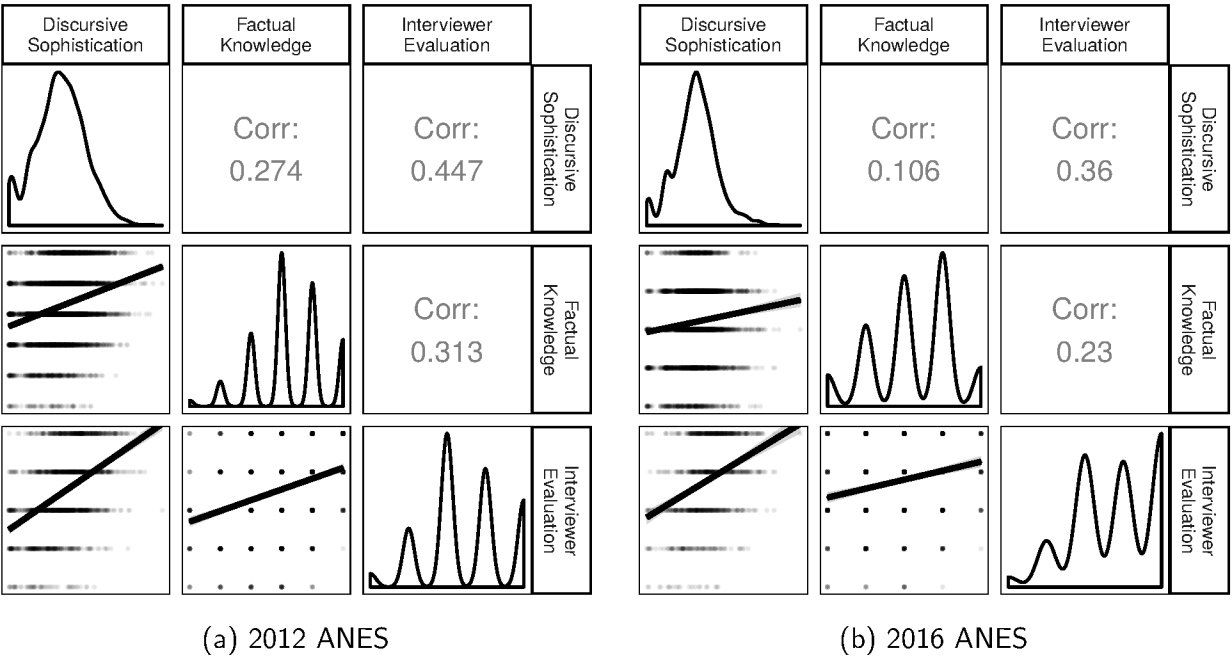 Discursive
Sophistication
Factual
Knowledge
Interviewer
Evaluation
Corr:
0.274
Corr:
0.447
Discursive
Sophistication
Corr:
0.313
Factual
Knowledge
Interviewer
Evaluation
(a) 2012 ANES
Discursive
Sophistication
Factual
Knowledge
Interviewer
Evaluation
Corr:
0.106
Corr:
0.36
Discursive
Sophistication
Corr:
0.23
Factual
Knowledge
Interviewer
Evaluation
(b) 2016 ANES